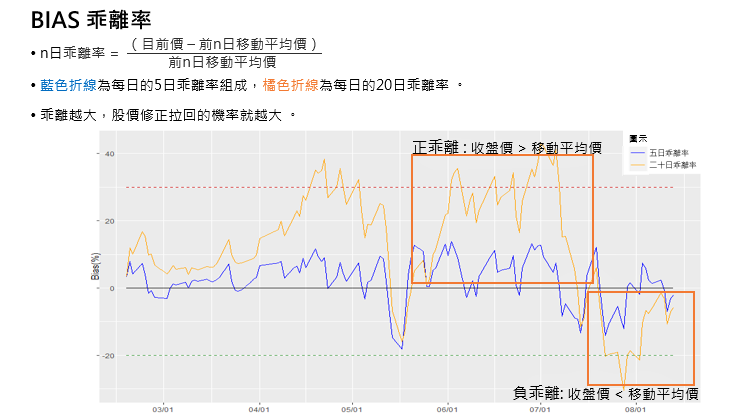 BIAS 乖離率
• n日乖離率 = (目前價 – 前n日移動平均價)
前n日移動平均價
• 藍色折線為每日的5日乖離率組成，橘色折線為每日的20日乖離率 。
• 乖離越大，股價修正拉回的機率就越大 。
正乖離 : 收盤價 > 移動平均價
圖示
五日乖離率
二十日乖離率
40
20
0
-20
Bias(%)
負乖離: 收盤價 < 移動平均價
03/01 04/01 05/01 06/01 07/01 08/01